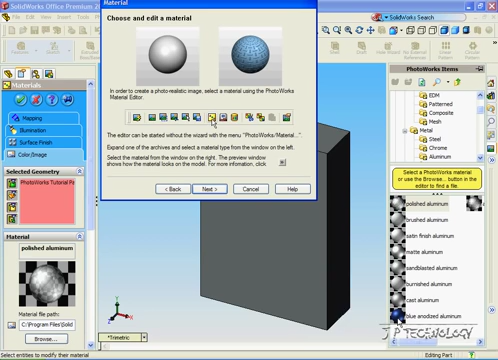 SolidWorks Office Premium 2
Material
SolidWorks Search
Choose and edit a material
Materials
Mapping
Illumination
Surface Finish
Color/Image
Selected Geometry
PhotoWorks Tutorial Fi
Material
polished aluminum
Material file path:
C:\Program Files\Solid
Browse...
In order to create a photo-realistic image, select a material using the PhotoWorks
Material Editor.
The editor can be started without the wizard with the menu "PhotoWorks/Material...".
Expand one of the archives and select a material type from the window on the left.
Select the material from the window on the right. The preview window
shows how the material looks on the model. For more information, click
< Back
Next >
Cancel
Help
*Trimetric
PhotoWorks Items
EDM
Patterned
Composite
Mesh
Metal
Steel
Chrome
Aluminum
Select a PhotoWorks material
or use the Browse... button in the
editor to find a file.
polished aluminum
brushed aluminum
satin finish aluminum
matte aluminum
sandblasted aluminum
burnished aluminum
cast aluminum
blue anodized aluminum
JP TECHNOLOGY
Select entities to modify their material
Editing Part